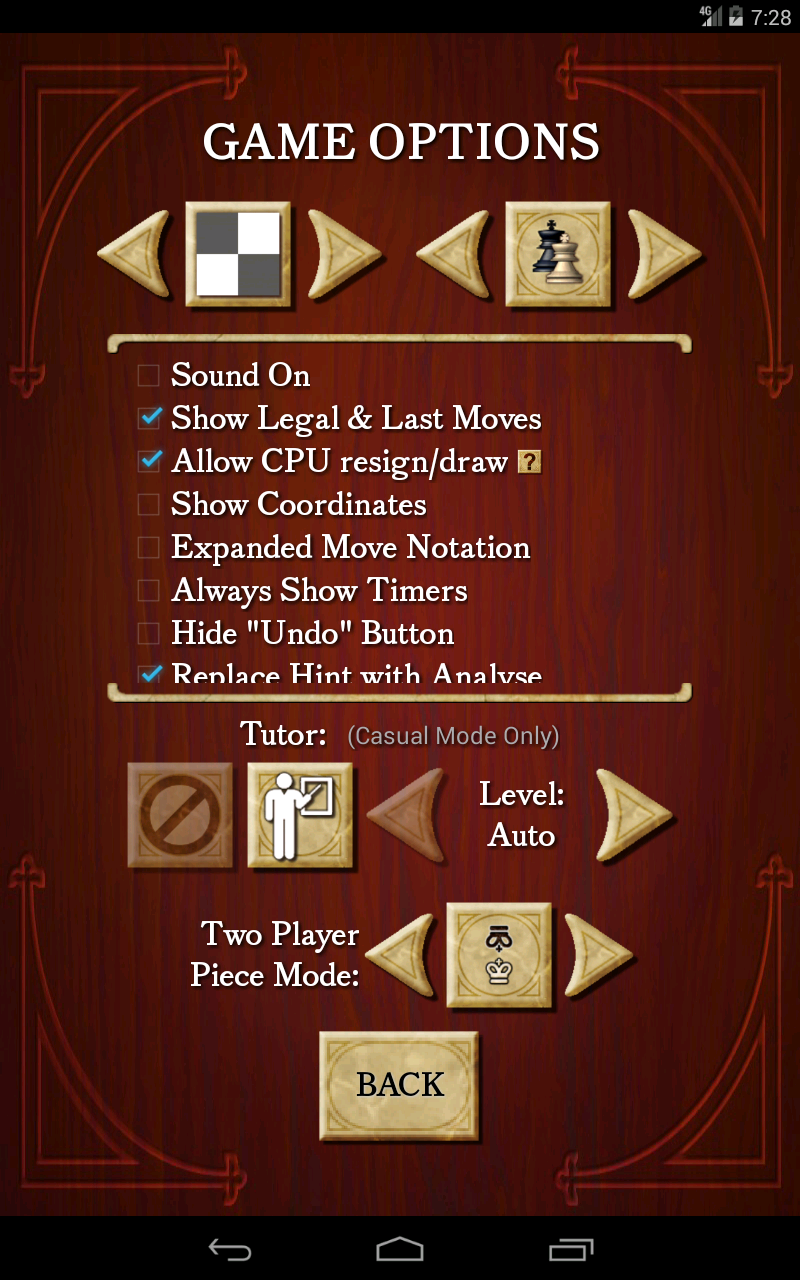 4G 7:28
GAME OPTIONS
Sound On
Show Legal & Last Moves
Allow CPU resign/draw ?
Show Coordinates
Expanded Move Notation
Always Show Timers
Hide "Undo" Button
Replace Hint with Analyse
Tutor: (Casual Mode Only)
Level:
Auto
Two Player
Piece Mode:
BACK